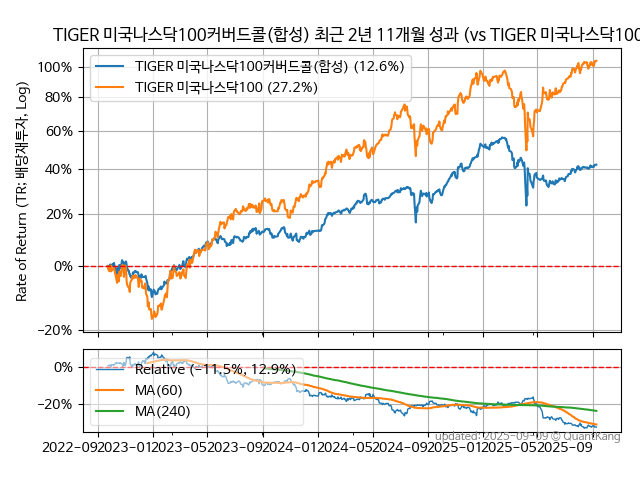 TIGER 미국나스닥100커버드콜(합성) 최근 2년 11개월 성과 (vs TIGER 미국나스닥100
Rate of Return (TR; 배당재투자, Log)
TIGER 미국나스닥100커버드콜(합성) (12.6%)
TIGER 미국나스닥100 (27.2%)
100%
80%
60%
40%
20%
0%
−20%
Relative (−11.5%, 12.9%)
MA(60)
MA(240)
0%
−20%
updated: 2025-09-09 © QuantKang
2022−09 2023−01 2023−05 2023−09 2024−01 2024−05 2024−09 2025−01 2025−05 2025−09